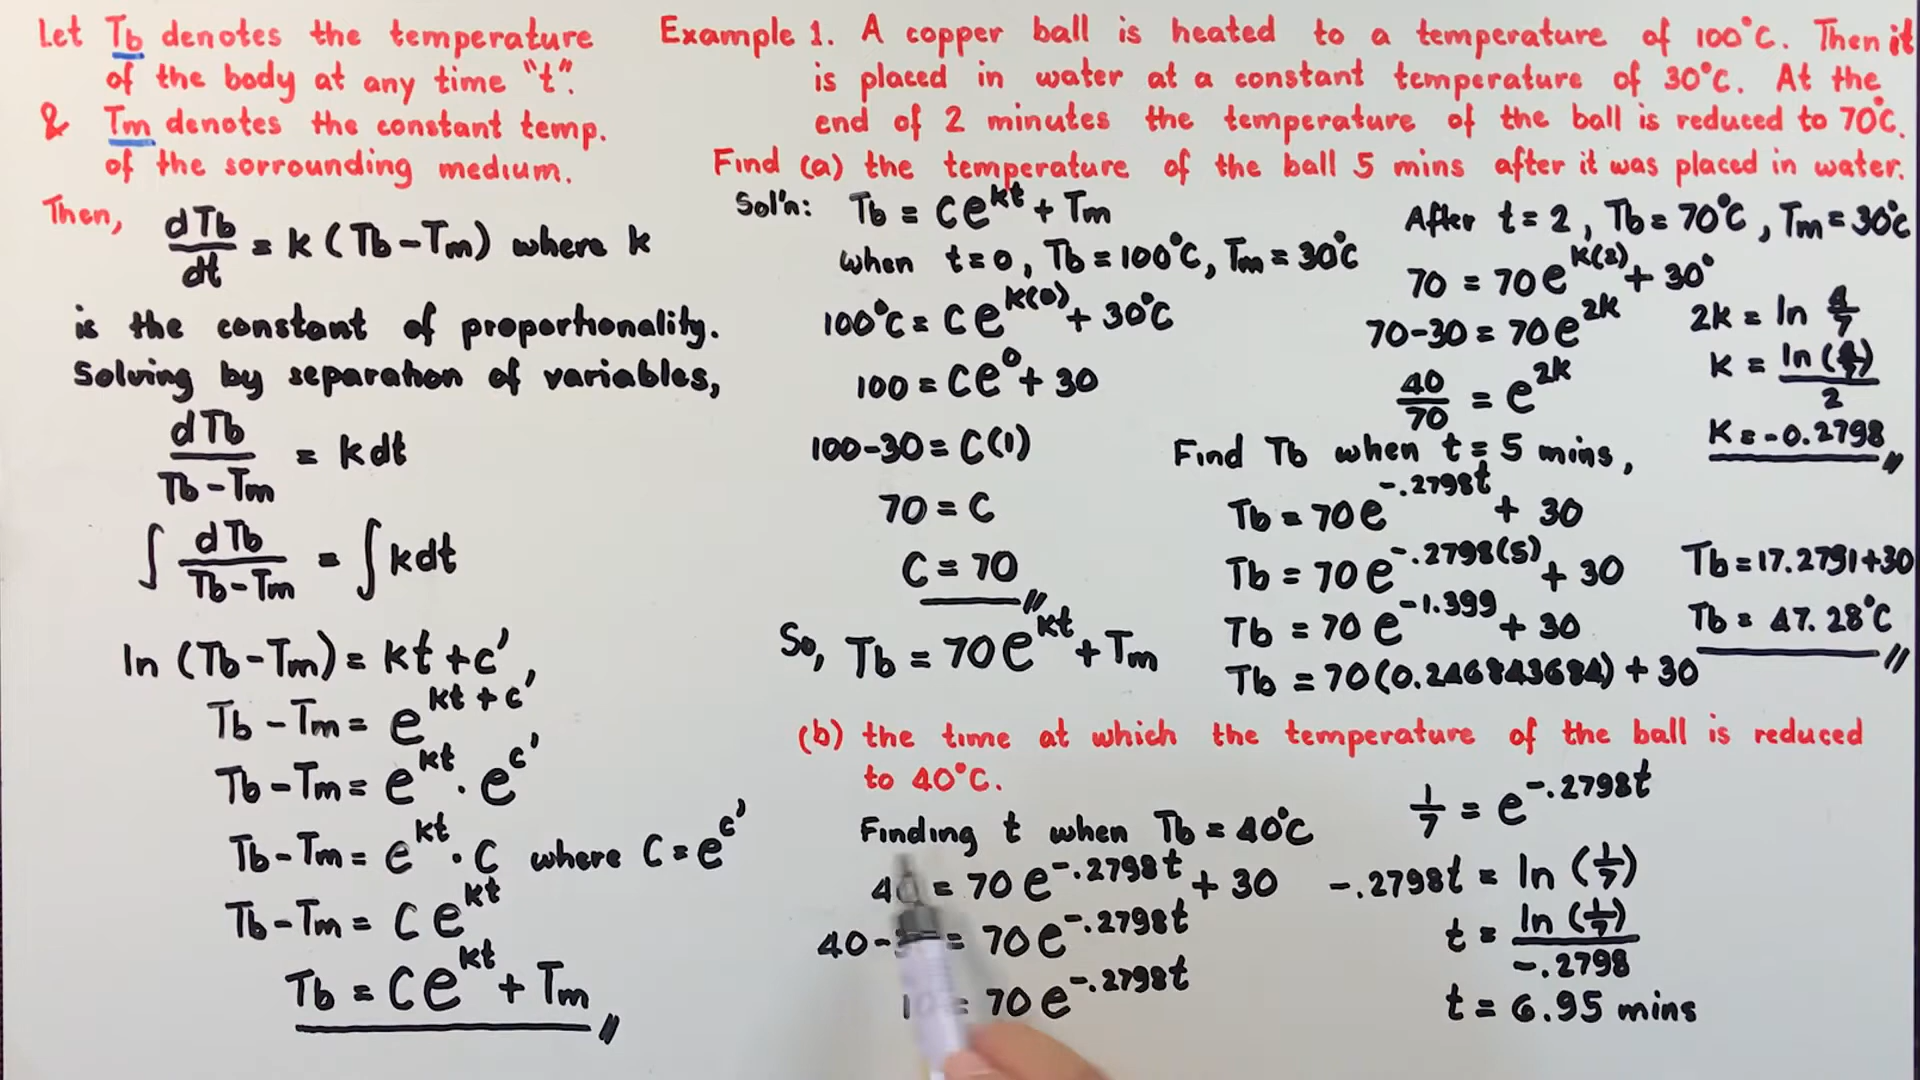 Let Tb denotes the temperature
of the body at any time "t".
& Tm denotes the constant temp.
of the sorrounding medium.
Then, dTb/dt = k (Tb - Tm) where k
is the constant of proportionality.
Solving by separation of variables,
dTb/(Tb - Tm) = kdt
∫ dTb/(Tb - Tm) = ∫ kdt
ln (Tb - Tm) = kt + c',
Tb - Tm = e^(kt + c')
Tb - Tm = e^(kt) · e^(c')
Tb - Tm = e^(kt) · C where C = e^(c')
Tb - Tm = C e^(kt)
Tb = C e^(kt) + Tm //
Example 1. A copper ball is heated to a temperature of 100°C. Then it
is placed in water at a constant temperature of 30°C. At the
end of 2 minutes the temperature of the ball is reduced to 70°C.
Find (a) the temperature of the ball 5 mins after it was placed in water.
Sol'n: Tb = Ce^(kt) + Tm
when t=0, Tb = 100°C, Tm = 30°C
100°C = C e^(k(0)) + 30°C
100 = Ce^0 + 30
100-30 = C(1)
70 = C
C = 70 //
So, Tb = 70e^(kt) + Tm
After t = 2, Tb = 70°C, Tm = 30°C
70 = 70e^(k(2)) + 30°
70-30 = 70e^(2k)
40/70 = e^(2k)
2k = ln 4/7
K = ln(4/7)/2
K = -0.2798 //
Find Tb when t = 5 mins,
Tb = 70e^(-.2798t) + 30
Tb = 70e^(-.2798(5)) + 30
Tb = 70e^(-1.399) + 30
Tb = 70(0.246843684) + 30
Tb = 17.2791+30
Tb = 47.28°C //
(b) the time at which the temperature of the ball is reduced
to 40°C.
Finding t when Tb = 40°C
40 = 70e^(-.2798t) + 30
40- = 70e^(-.2798t)
10 = 70e^(-.2798t)
1/7 = e^(-.2798t)
-.2798t = ln (1/7)
t = ln(1/7)/-.2798
t = 6.95 mins